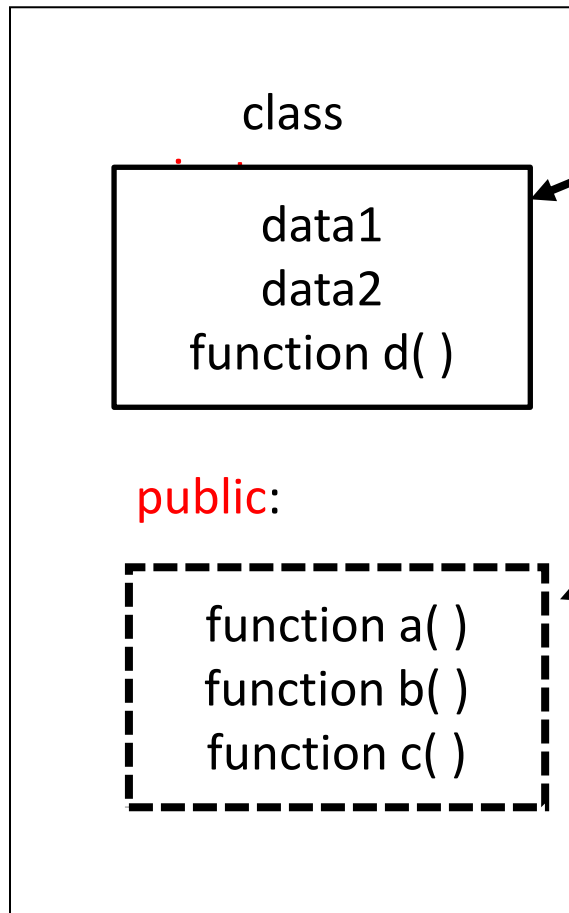 class
data1
data2
function d( )
public:
function a( )
function b( )
function c( )